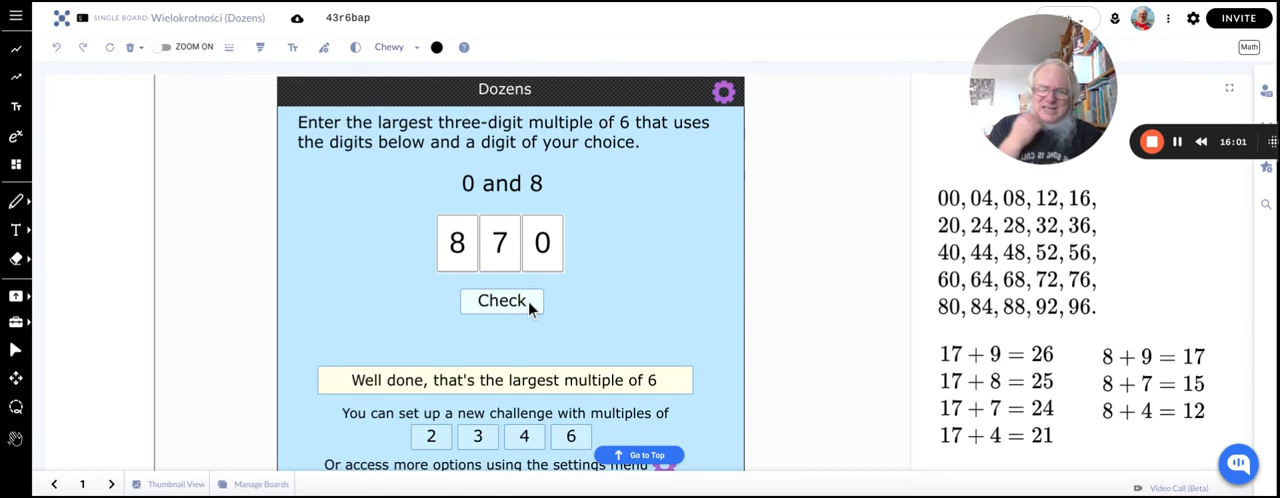 SINGLE BOARD: Wielokrotności (Dozens)
43r6bap
INVITE
ZOOM ON
Tт
Chewy
Math
Dozens
Enter the largest three-digit multiple of 6 that uses
the digits below and a digit of your choice.
0 and 8
8 7 0
Check
Well done, that's the largest multiple of 6
You can set up a new challenge with multiples of
2 3 4 6
Go to Top
Or access more options using the settings menu
16:01
00, 04, 08, 12, 16,
20, 24, 28, 32, 36,
40, 44, 48, 52, 56,
60, 64, 68, 72, 76,
80, 84, 88, 92, 96.
17 + 9 = 26
17 + 8 = 25
17 + 7 = 24
17 + 4 = 21
8 + 9 = 17
8 + 7 = 15
8 + 4 = 12
1
Thumbnail View
Manage Boards
Video Call (Beta)